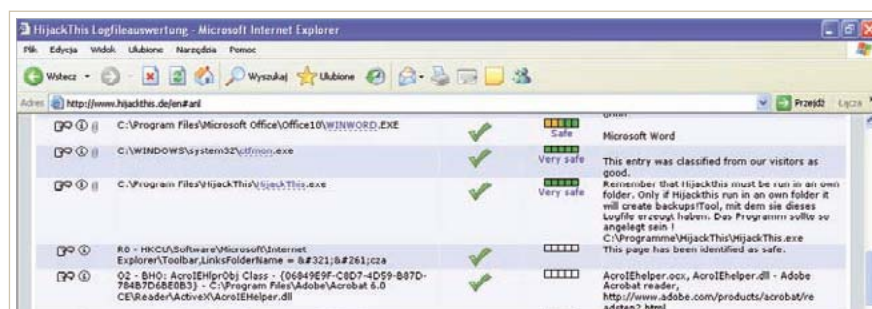 HijackThis Logfileauswertung - Microsoft Internet Explorer
Plik Edycja Widok Ulubione Narzędzia Pomoc
Wstecz Wyszukaj Ulubione
Adres http://www.hijackthis.de/en#anl Przejdź Łącza
C:\Program Files\Microsoft Office\Office10\WINWORD.EXE
Safe
Microsoft Word
C:\WINDOWS\system32\ctfmon.exe
Very safe
This entry was classified from our visitors as
good.
C:\Program Files\HijackThis\HijackThis.exe
Very safe
Remember that Hijackthis must be run in an own
folder. Only if Hijackthis run in an own folder it
will create backups!Tool, mit dem sie dieses
Logfile erzeugt haben. Das Programm sollte so
angelegt sein !
C:\Programme\HijackThis\HijackThis.exe
R0 - HKCU\Software\Microsoft\Internet
Explorer\Toolbar,LinksFolderName = &#321;&#261;cza
This page has been identified as safe.
O2 - BHO: AcroIEHlprObj Class - {06849E9F-C8D7-4D59-B87D-
784B7D6BE0B3} - C:\Program Files\Adobe\Acrobat 6.0
CE\Reader\ActiveX\AcroIEHelper.dll
AcroIEhelper.ocx, AcroIEhelper.dll - Adobe
Acrobat reader,
http://www.adobe.com/products/acrobat/re
adstep2.html